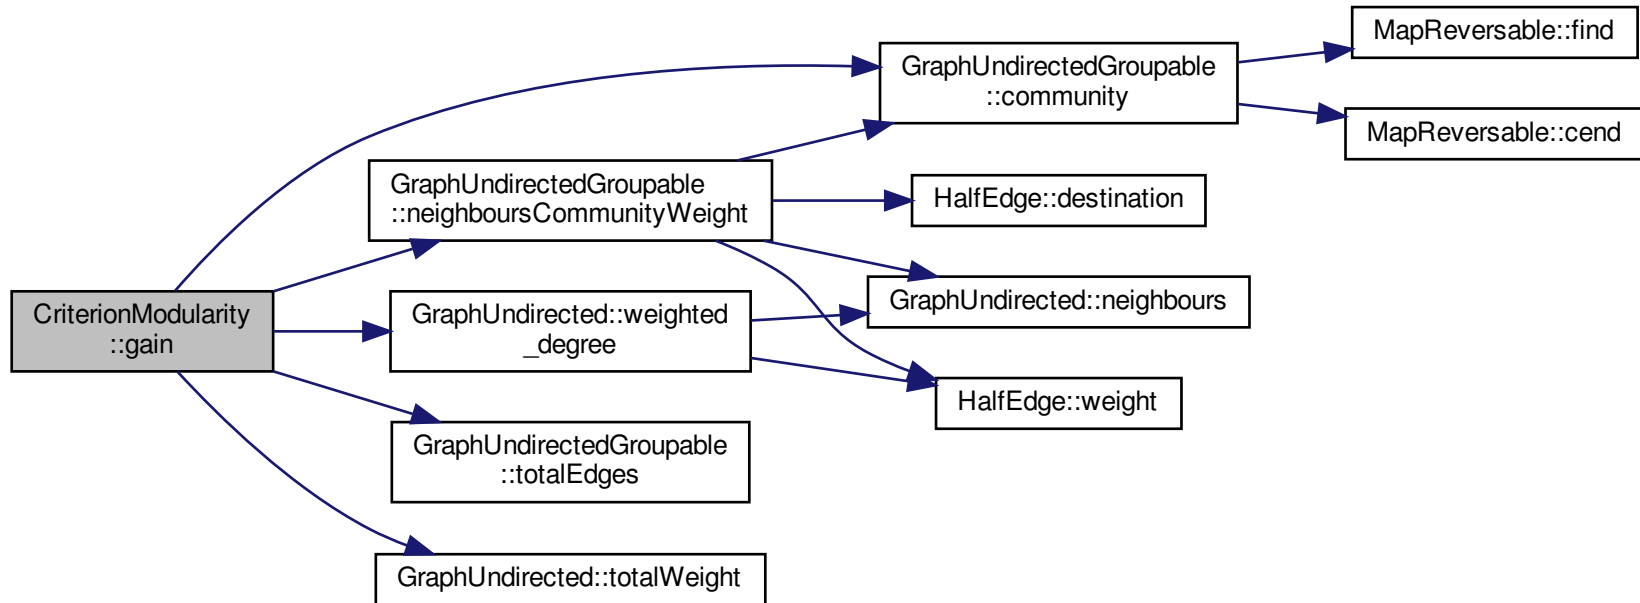 MapReversable::find
GraphUndirectedGroupable
::community
MapReversable::cend
GraphUndirectedGroupable
::neighboursCommunityWeight
HalfEdge::destination
CriterionModularity
::gain
GraphUndirected::weighted
_degree
GraphUndirected::neighbours
HalfEdge::weight
GraphUndirectedGroupable
::totalEdges
GraphUndirected::totalWeight